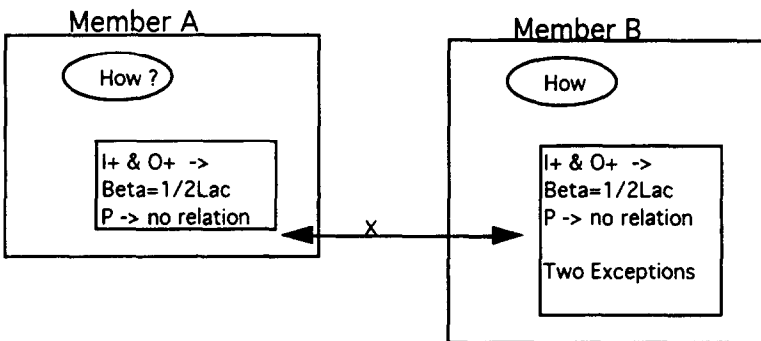 Member A
How ?
I+ & O+ ->
Beta=1/2Lac
P -> no relation
X
Member B
How
I+ & O+ ->
Beta=1/2Lac
P -> no relation
Two Exceptions